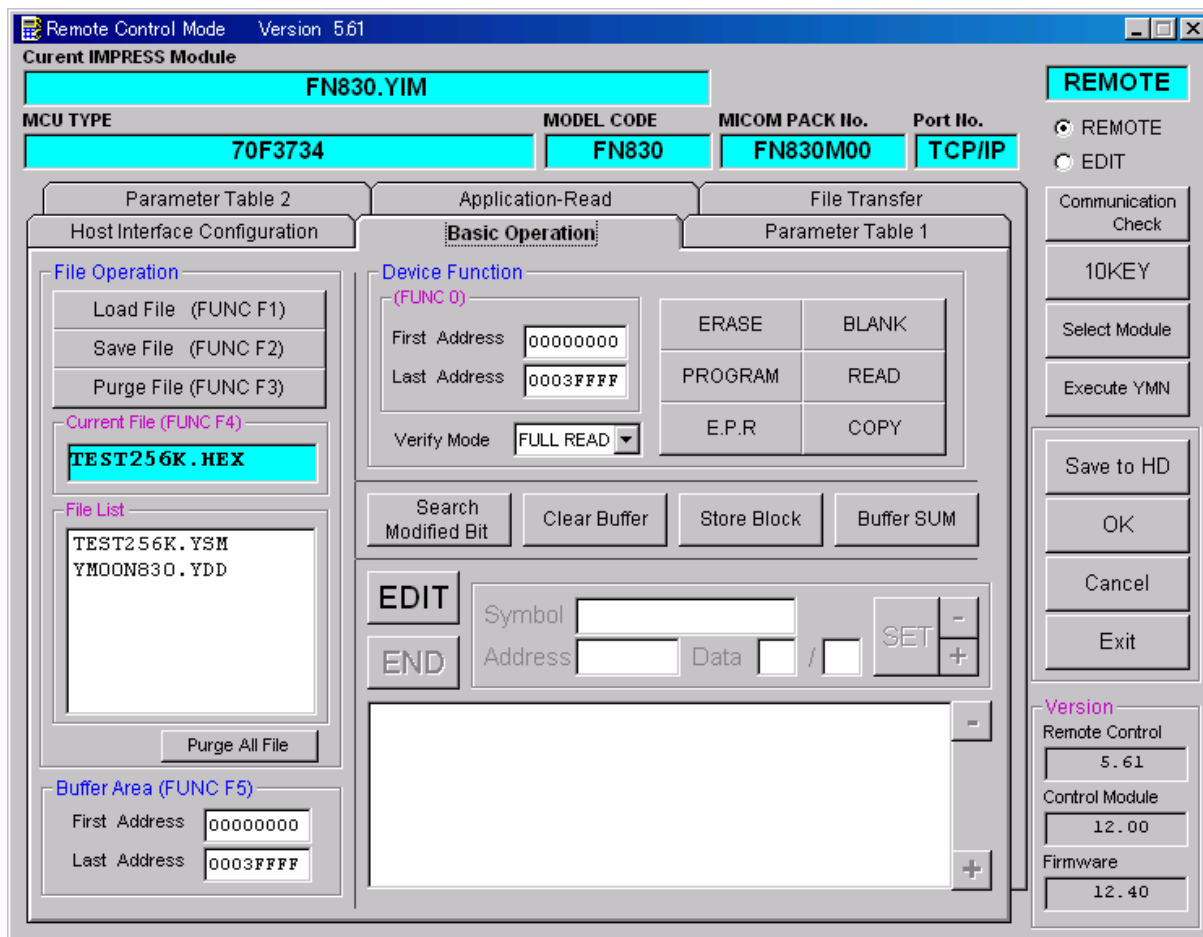 Remote Control Mode Version 5.61
Curent IMPRESS Module
FN830.YIM
REMOTE
MCU TYPE MODEL CODE MICOM PACK No. Port No.
70F3734 FN830 FN830M00 TCP/IP
REMOTE
EDIT
Parameter Table 2 Application-Read File Transfer
Host Interface Configuration Basic Operation Parameter Table 1
Communication
Check
10KEY
Select Module
Execute YMN
Save to HD
OK
Cancel
Exit
File Operation
Load File (FUNC F1)
Save File (FUNC F2)
Purge File (FUNC F3)
Current File (FUNC F4)
TEST256K.HEX
File List
TEST256K.YSM
YM00N830.YDD
Purge All File
Buffer Area (FUNC F5)
First Address 00000000
Last Address 0003FFFF
Device Function
(FUNC 0)
First Address 00000000
Last Address 0003FFFF
Verify Mode FULL READ
ERASE BLANK
PROGRAM READ
E.P.R COPY
Search
Modified Bit
Clear Buffer
Store Block
Buffer SUM
EDIT
END
Symbol
Address Data /
SET
-
+
-
+
Version
Remote Control
5.61
Control Module
12.00
Firmware
12.40